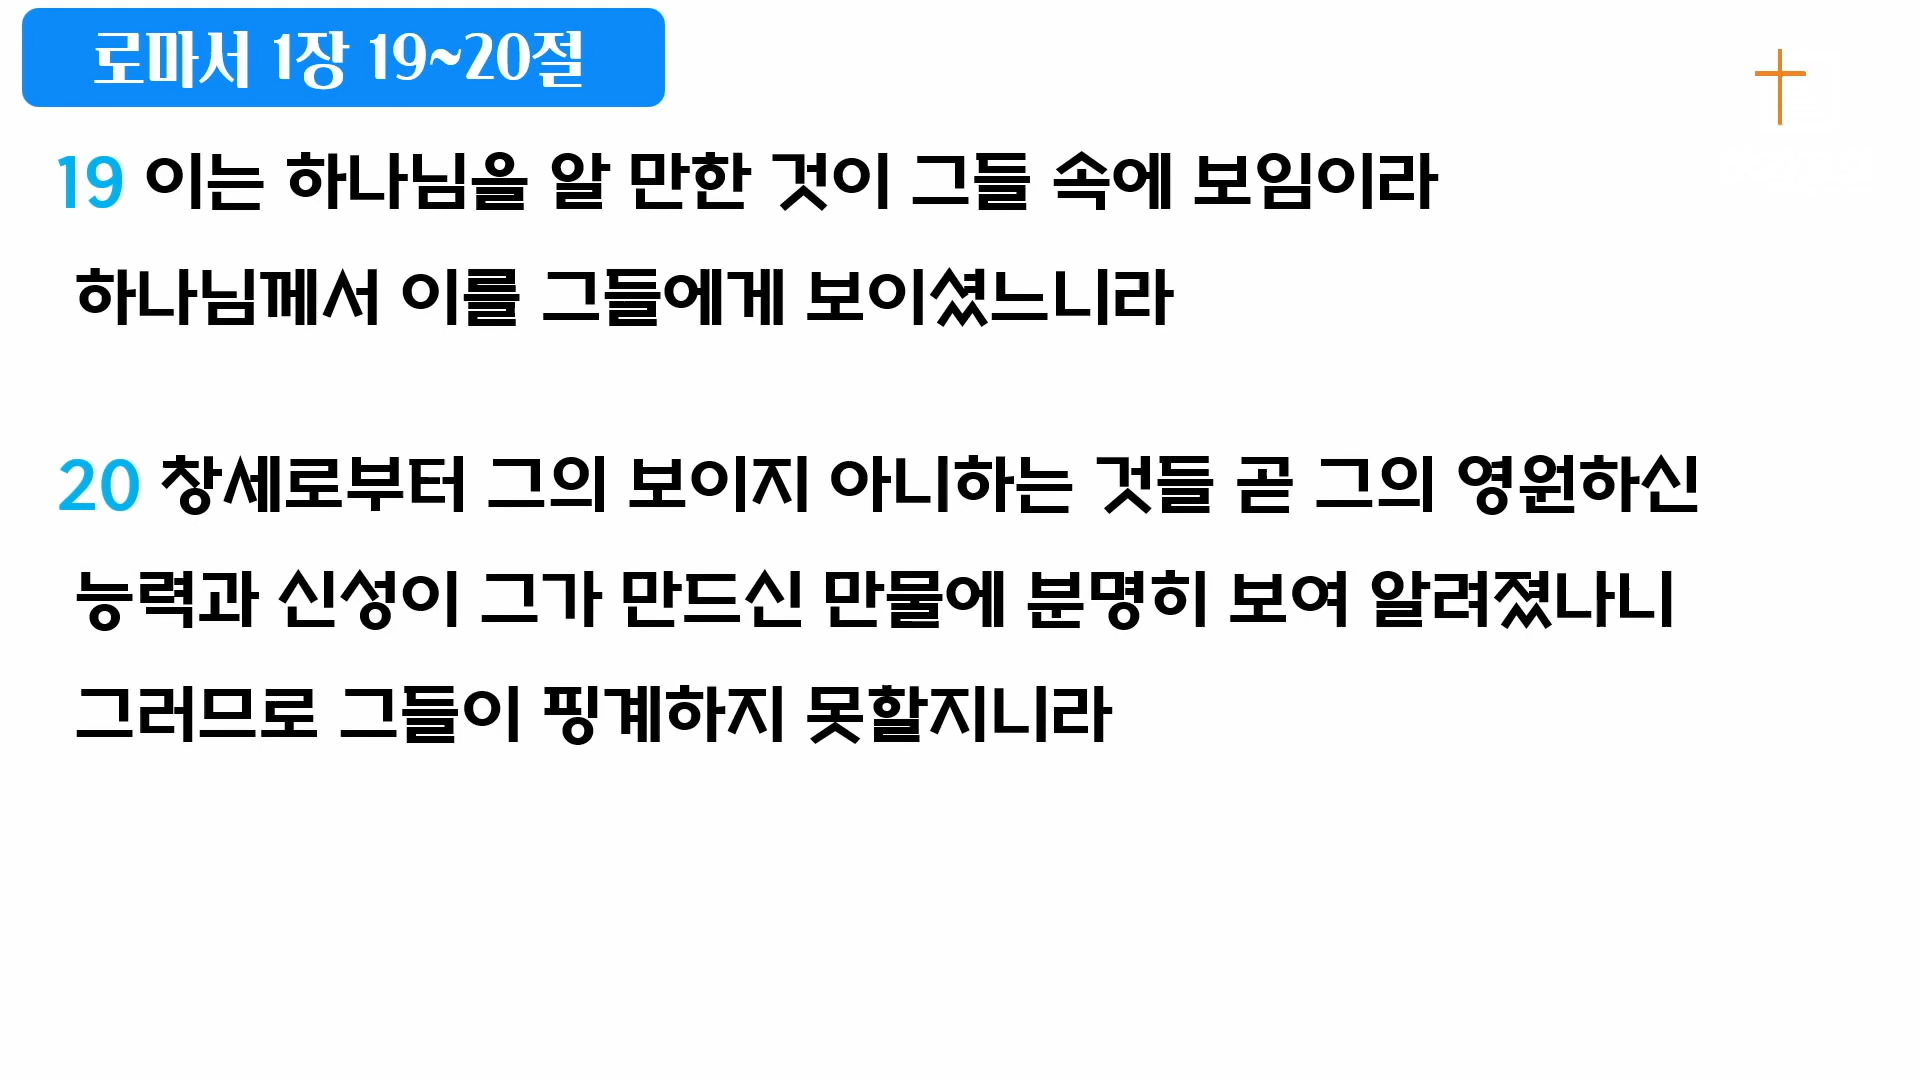 로마서 1장 19~20절
19 이는 하나님을 알 만한 것이 그들 속에 보임이라
하나님께서 이를 그들에게 보이셨느니라
20 창세로부터 그의 보이지 아니하는 것들 곧 그의 영원하신
능력과 신성이 그가 만드신 만물에 분명히 보여 알려졌나니
그러므로 그들이 핑계하지 못할지니라